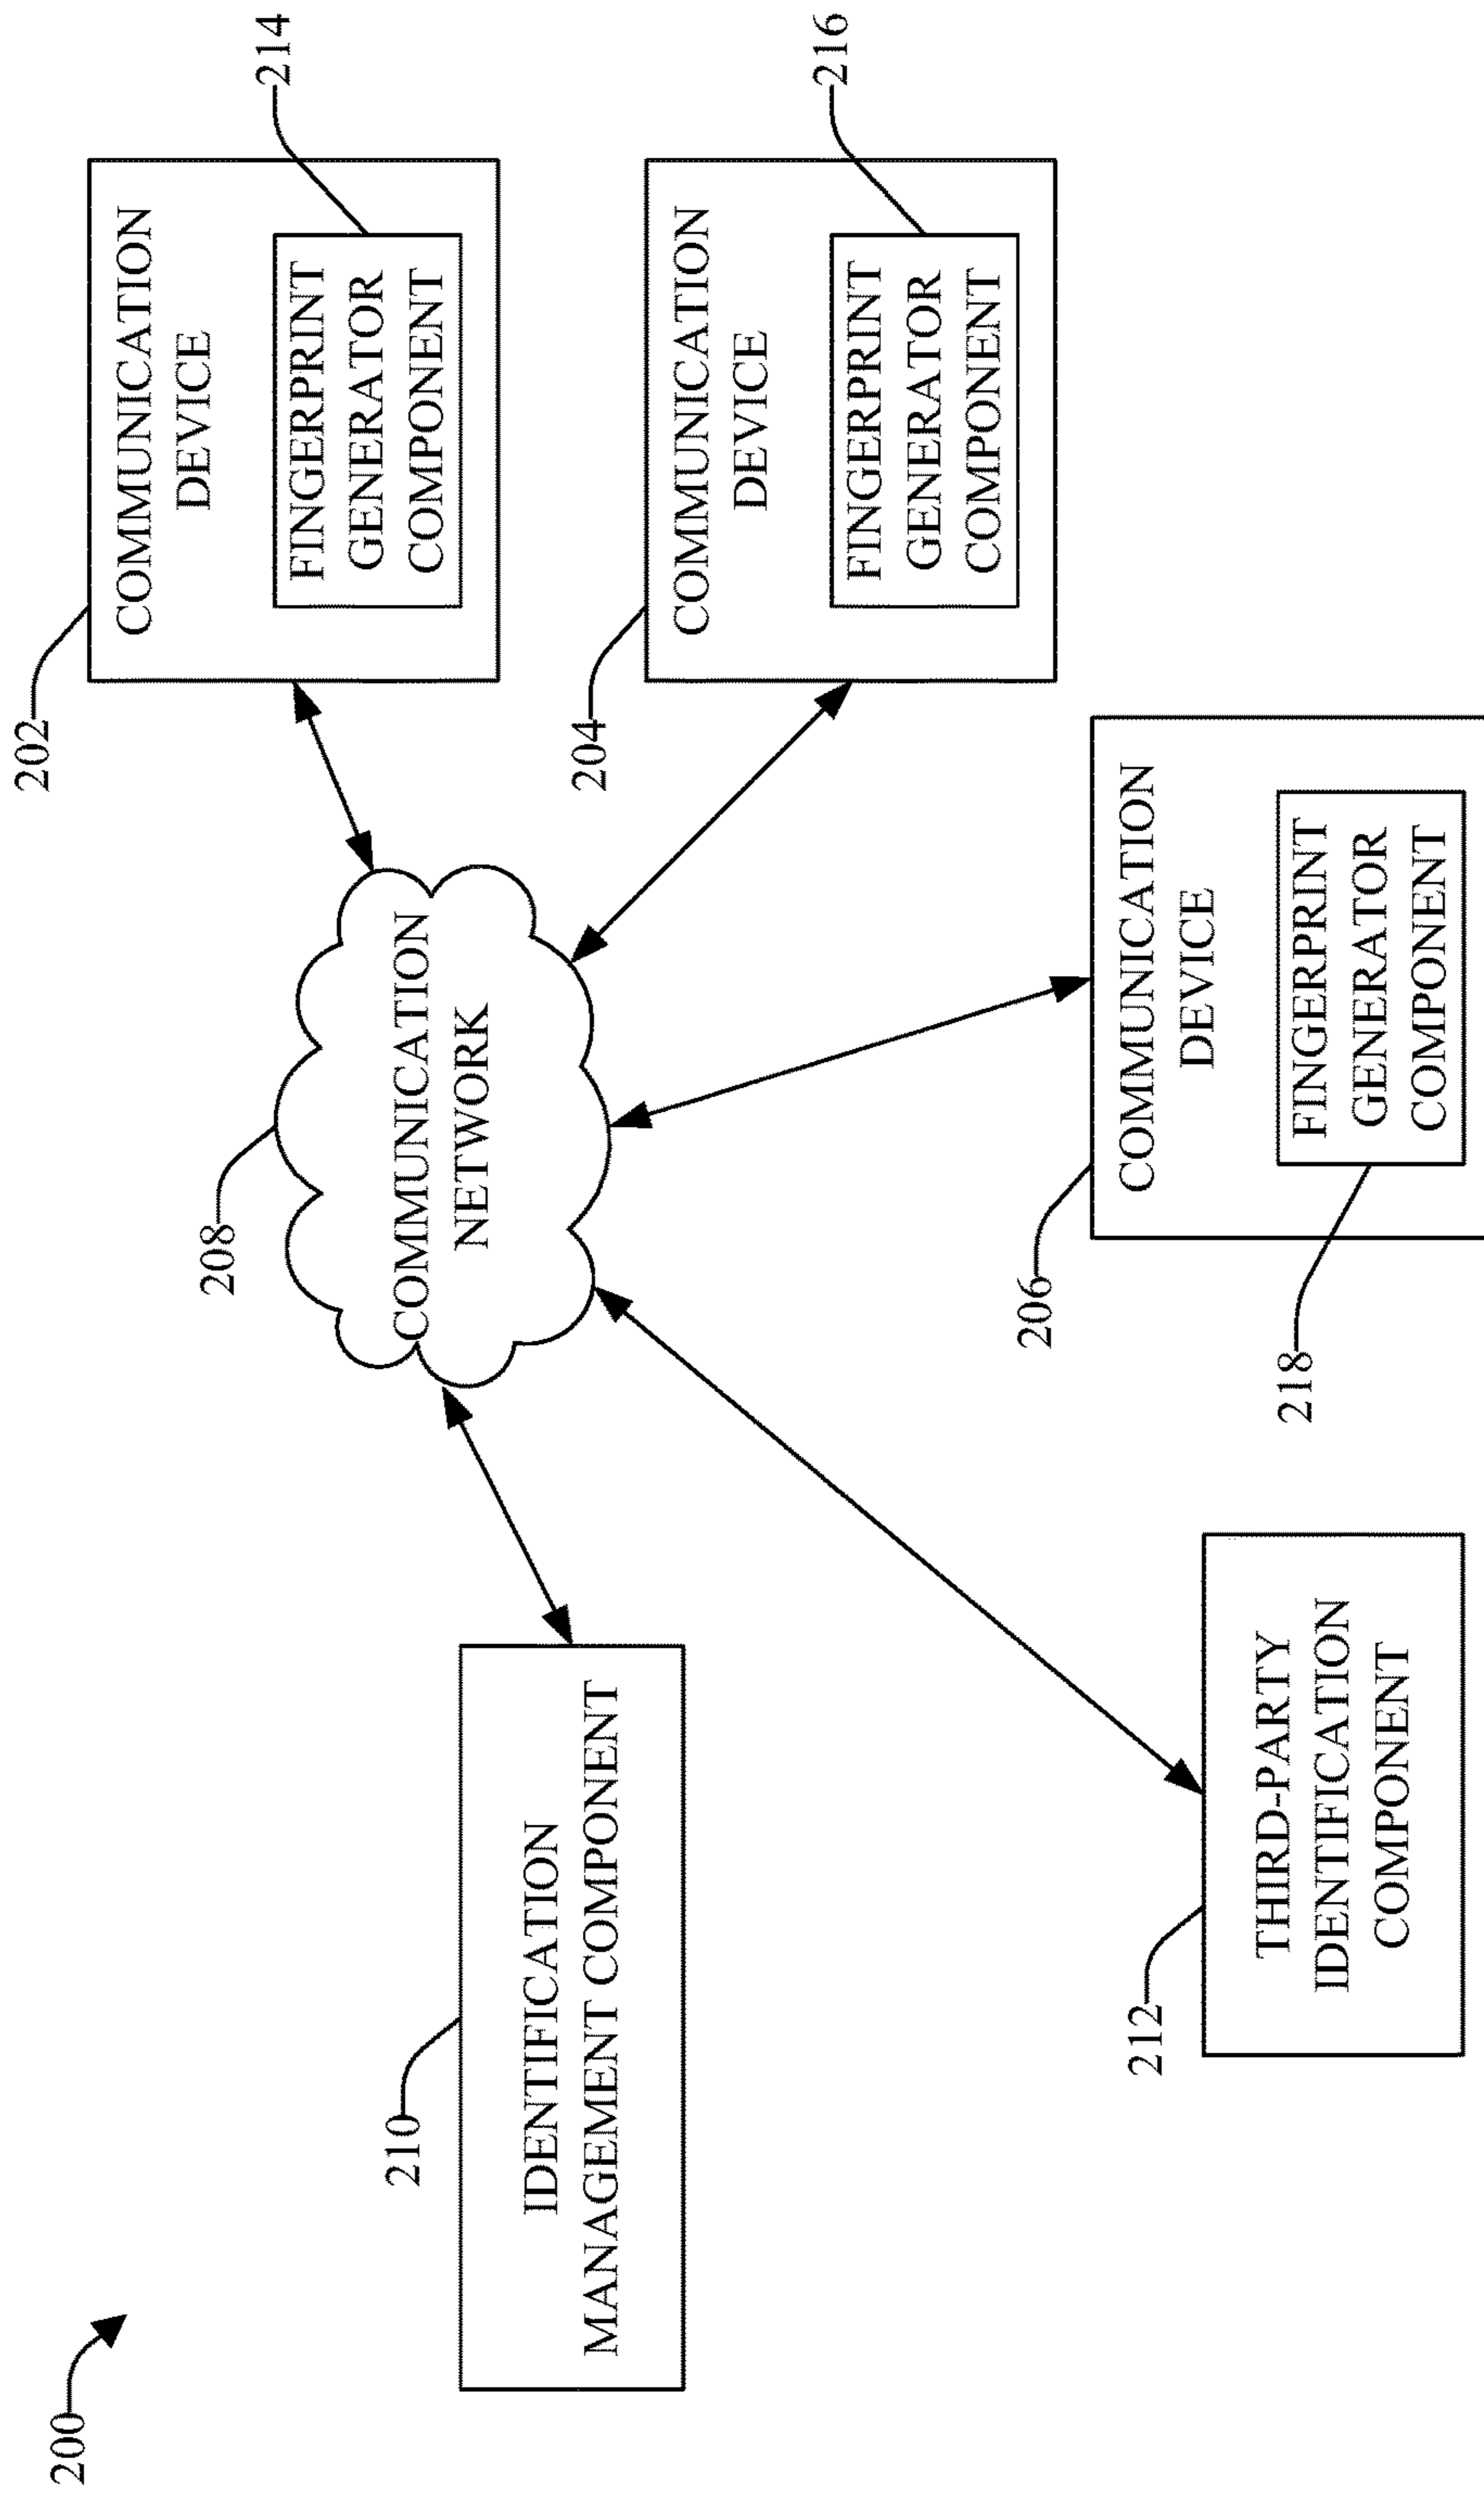 200
210
IDENTIFICATION
MANAGEMENT COMPONENT
208
COMMUNICATION
NETWORK
202
COMMUNICATION
DEVICE
FINGERPRINT
GENERATOR
COMPONENT
214
204
COMMUNICATION
DEVICE
FINGERPRINT
GENERATOR
COMPONENT
216
212
THIRD-PARTY
IDENTIFICATION
COMPONENT
206
COMMUNICATION
DEVICE
218
FINGERPRINT
GENERATOR
COMPONENT